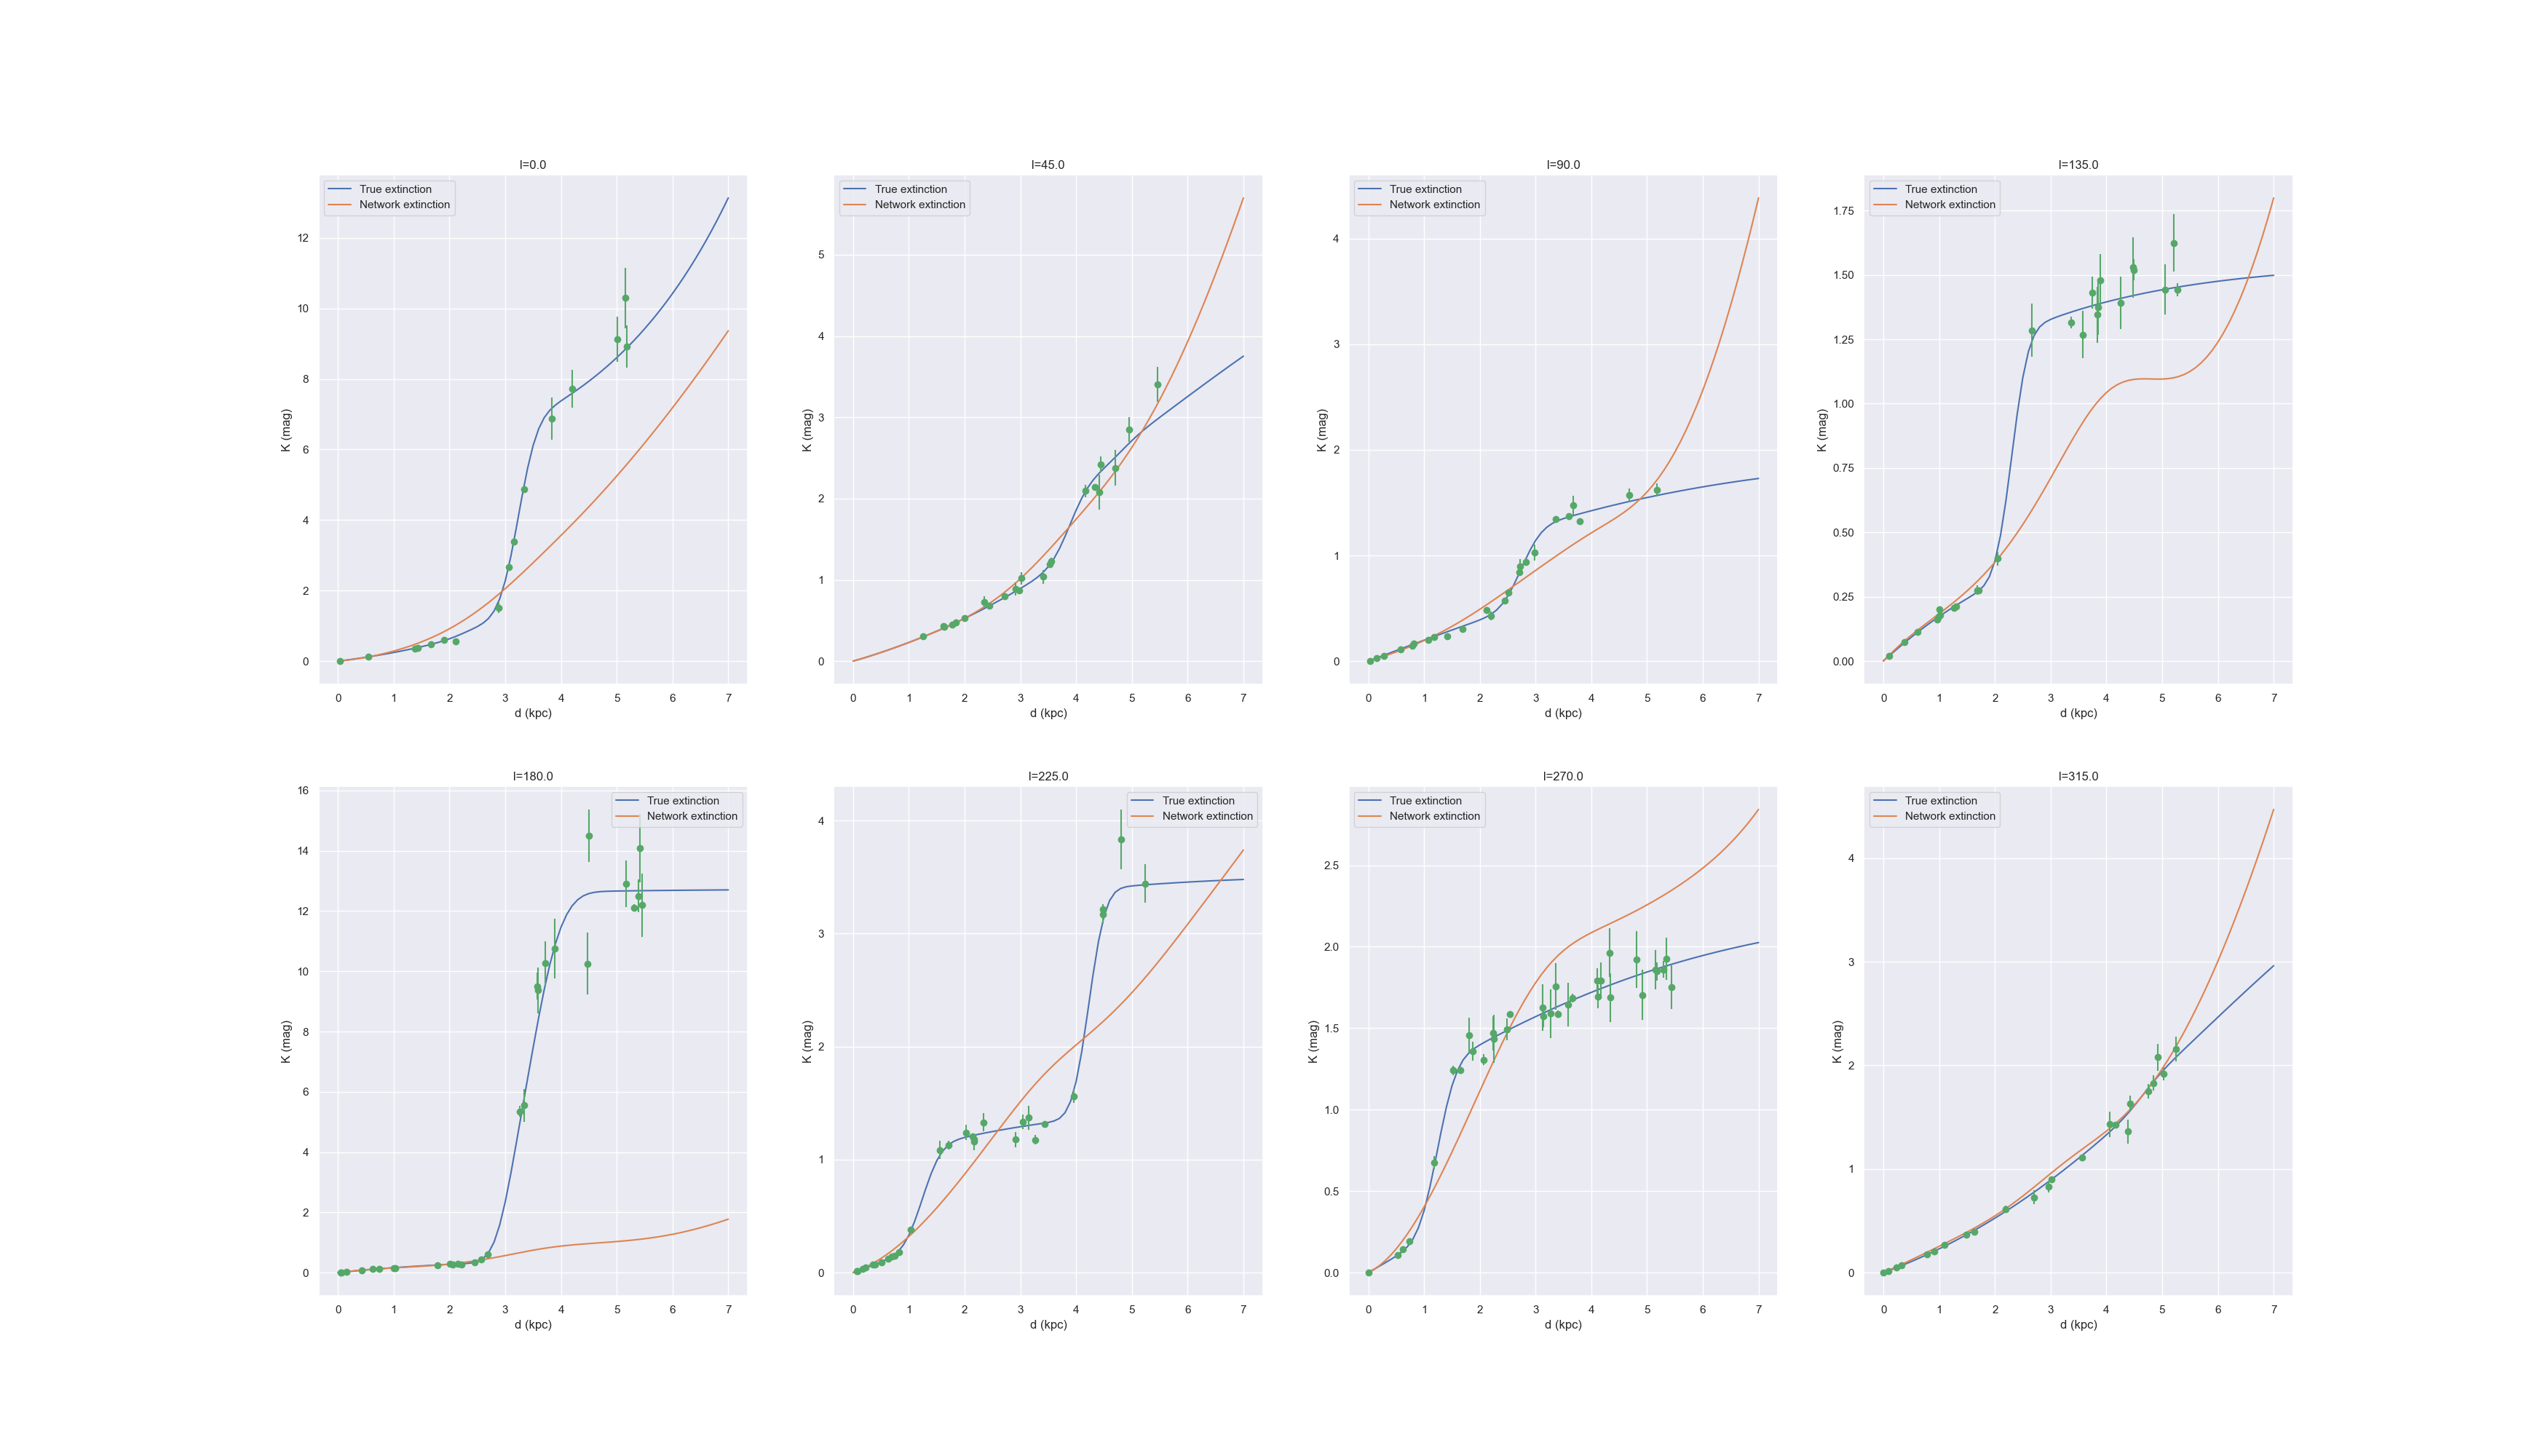 l=0.0
True extinction
Network extinction
K (mag)
12
10
8
6
4
2
0
0 1 2 3 4 5 6 7
d (kpc)
l=45.0
True extinction
Network extinction
K (mag)
5
4
3
2
1
0
0 1 2 3 4 5 6 7
d (kpc)
l=90.0
True extinction
Network extinction
K (mag)
4
3
2
1
0
0 1 2 3 4 5 6 7
d (kpc)
l=135.0
True extinction
Network extinction
K (mag)
1.75
1.50
1.25
1.00
0.75
0.50
0.25
0.00
0 1 2 3 4 5 6 7
d (kpc)
l=180.0
True extinction
Network extinction
K (mag)
16
14
12
10
8
6
4
2
0
0 1 2 3 4 5 6 7
d (kpc)
l=225.0
True extinction
Network extinction
K (mag)
4
3
2
1
0
0 1 2 3 4 5 6 7
d (kpc)
l=270.0
True extinction
Network extinction
K (mag)
2.5
2.0
1.5
1.0
0.5
0.0
0 1 2 3 4 5 6 7
d (kpc)
l=315.0
True extinction
Network extinction
K (mag)
4
3
2
1
0
0 1 2 3 4 5 6 7
d (kpc)